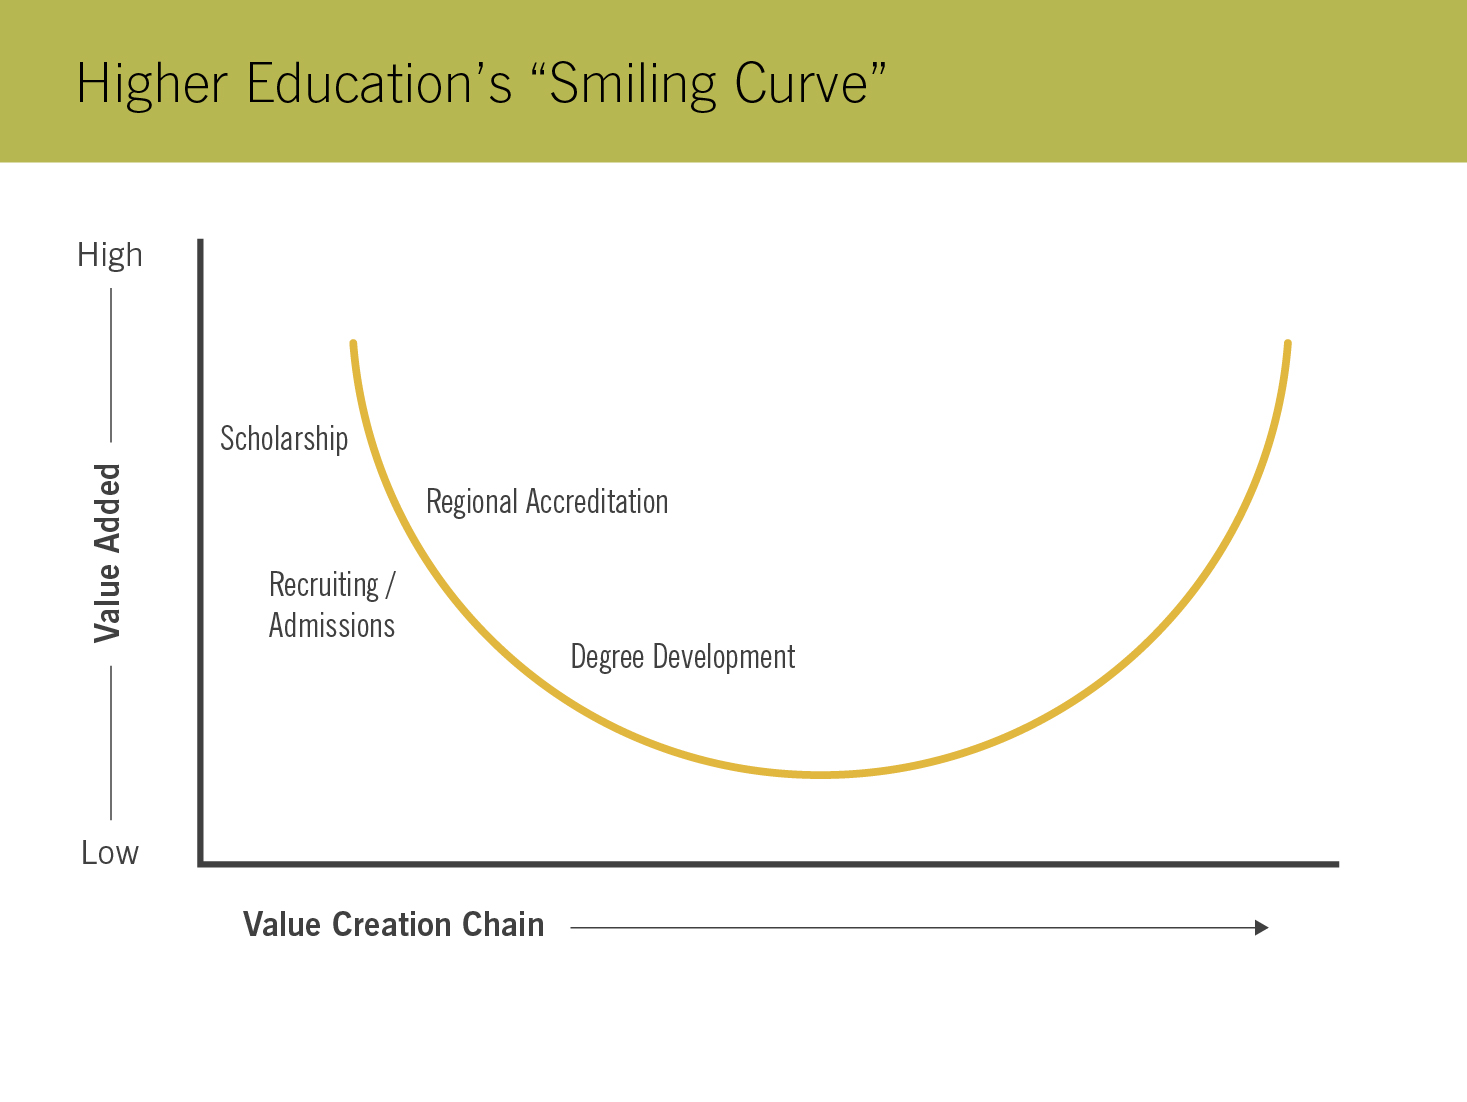 Higher Education’s “Smiling Curve”
High
Value Added
Low
Scholarship
Regional Accreditation
Recruiting /
Admissions
Degree Development
Value Creation Chain